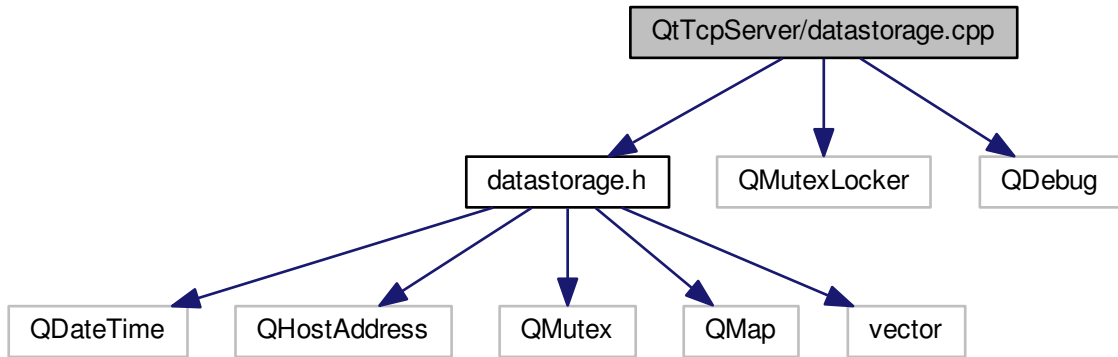 QtTcpServer/datastorage.cpp
datastorage.h
QMutexLocker
QDebug
QDateTime
QHostAddress
QMutex
QMap
vector